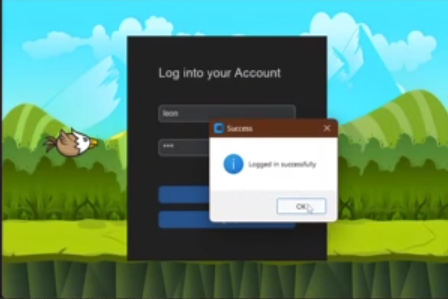 Log into your Account
leon
***
Success
Logged in successfully
OK